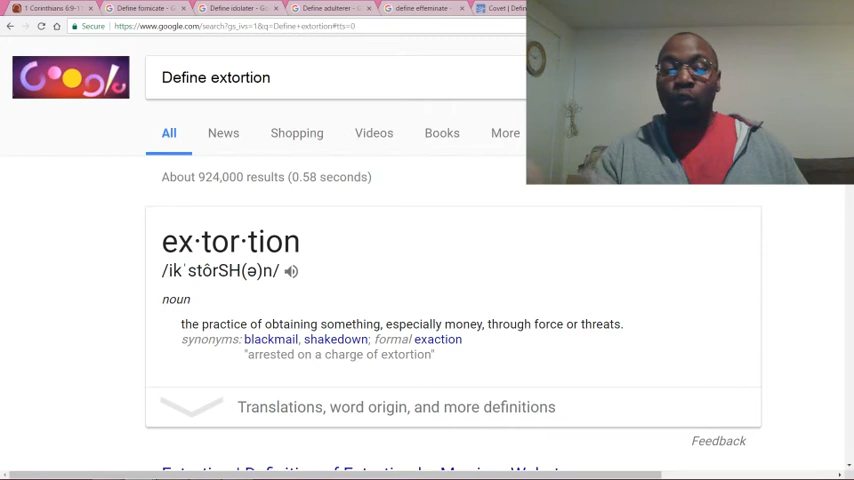 1 Corinthians 6:9-1
Define fornicate - G
Define idolater - Go
Define adulterer - G
define effeminate -
Covet | Defin
Secure
https://www.google.com/search?gs_ivs=1&q=Define+extortion#tts=0
Define extortion
All News Shopping Videos Books More
About 924,000 results (0.58 seconds)
ex·tor·tion
/ikˈstôrSH(ə)n/
noun
the practice of obtaining something, especially money, through force or threats.
synonyms: blackmail, shakedown; formal exaction
"arrested on a charge of extortion"
Translations, word origin, and more definitions
Feedback